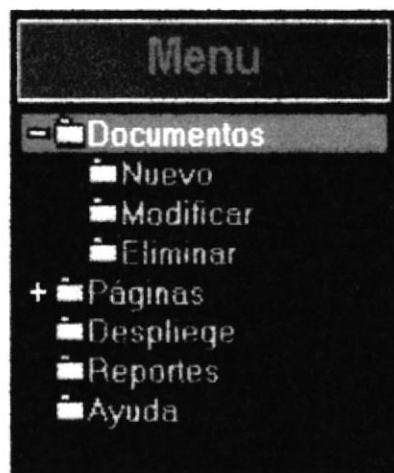 Menu
Documentos
Nuevo
Modificar
Eliminar
Páginas
Despliege
Reportes
Ayuda